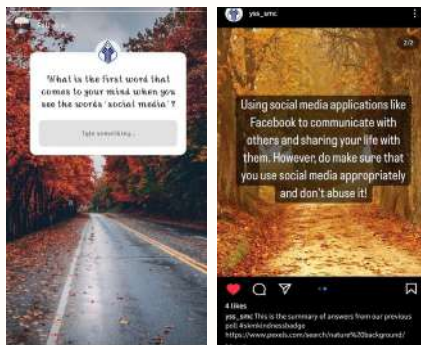 What is the first word that
comes to your mind when you
see the words 'social media'?
Type something...
yss_smc
2/2
Using social media applications like
Facebook to communicate with
others and sharing your life with
them. However, do make sure that
you use social media appropriately
and don't abuse it!
4 likes
yss_smc This is the summary of answers from our previous
poll #skmkindnessbadge
https://www.pexels.com/search/nature%20background/